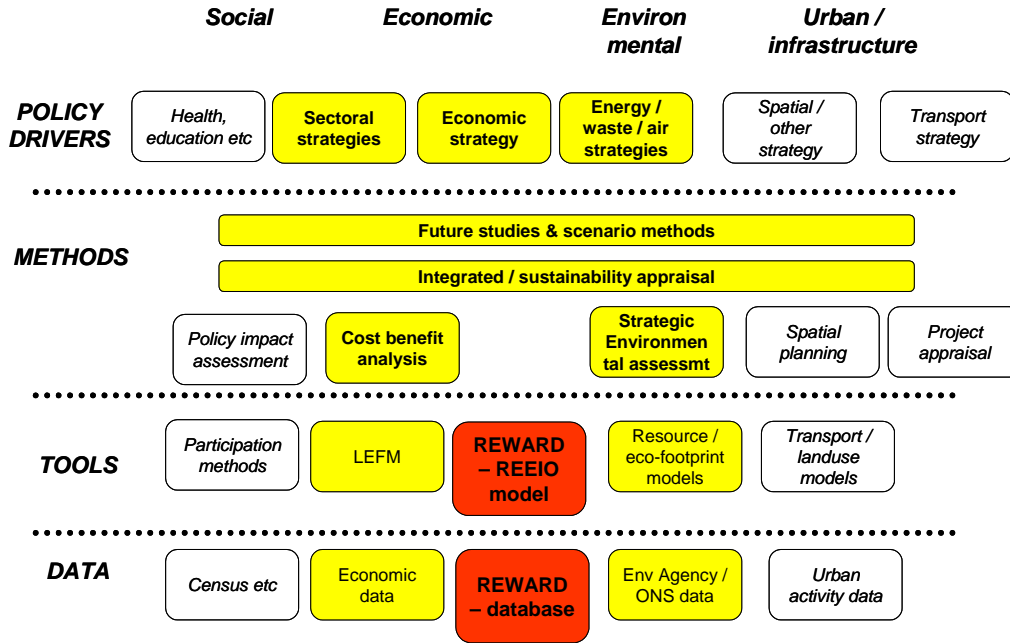 Social
Economic
Environ
mental
Urban /
infrastructure
POLICY
DRIVERS
Health,
education etc
Sectoral
strategies
Economic
strategy
Energy /
waste / air
strategies
Spatial /
other
strategy
Transport
strategy
METHODS
Future studies & scenario methods
Integrated / sustainability appraisal
Policy impact
assessment
Cost benefit
analysis
Strategic
Environmen
tal assessmt
Spatial
planning
Project
appraisal
TOOLS
Participation
methods
LEFM
REWARD
– REEIO
model
Resource /
eco-footprint
models
Transport /
landuse
models
DATA
Census etc
Economic
data
REWARD
– database
Env Agency /
ONS data
Urban
activity data